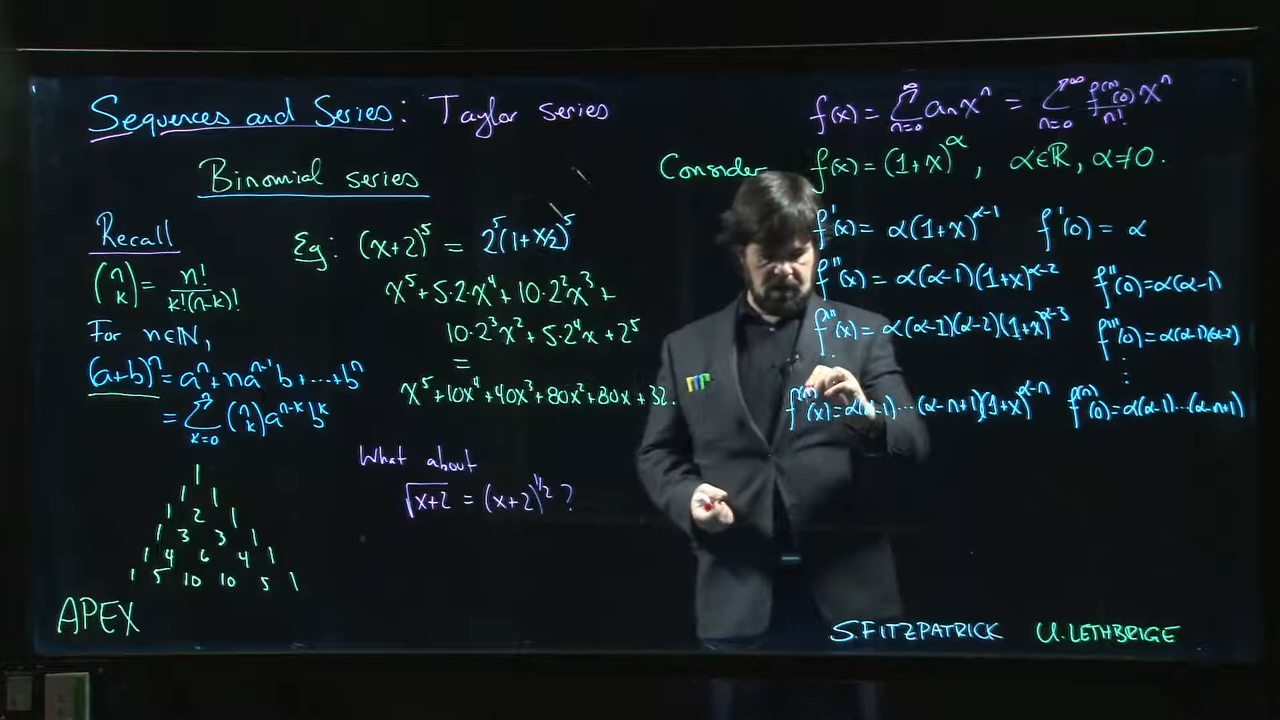 Sequences and Series: Taylor series
Binomial series
Recall
(n k) = n!/k!(n-k)!
For n∈ℕ,
(a+b)^n = a^n + na^{n-1}b + ... + b^n
= Σ_{k=0}^n (n k) a^{n-k} b^k
1
1 1
1 2 1
1 3 3 1
1 4 6 4 1
1 5 10 10 5 1
APEX
Eg: (x+2)^5 = 2^5(1+x/2)^5
x^5 + 5·2·x^4 + 10·2^2x^3 +
10·2^3x^2 + 5·2^4x + 2^5
=
x^5 + 10x^4 + 40x^3 + 80x^2 + 80x + 32.
What about
√(x+2) = (x+2)^{1/2} ?
f(x) = Σ_{n=0}^∞ a_n x^n = Σ_{n=0}^∞ f^{(n)}(0)/n! x^n
Consider f(x) = (1+x)^α, α∈ℝ, α≠0.
f'(x) = α(1+x)^{α-1} f'(0) = α
f''(x) = α(α-1)(1+x)^{α-2} f''(0) = α(α-1)
f'''(x) = α(α-1)(α-2)(1+x)^{α-3} f'''(0) = α(α-1)(α-2)
⋮ ⋮
f^{(n)}(x) = α(α-1)...(α-n+1)(1+x)^{α-n} f^{(n)}(0) = α(α-1)...(α-n+1)
S.FITZPATRICK U.LETHBRIGE